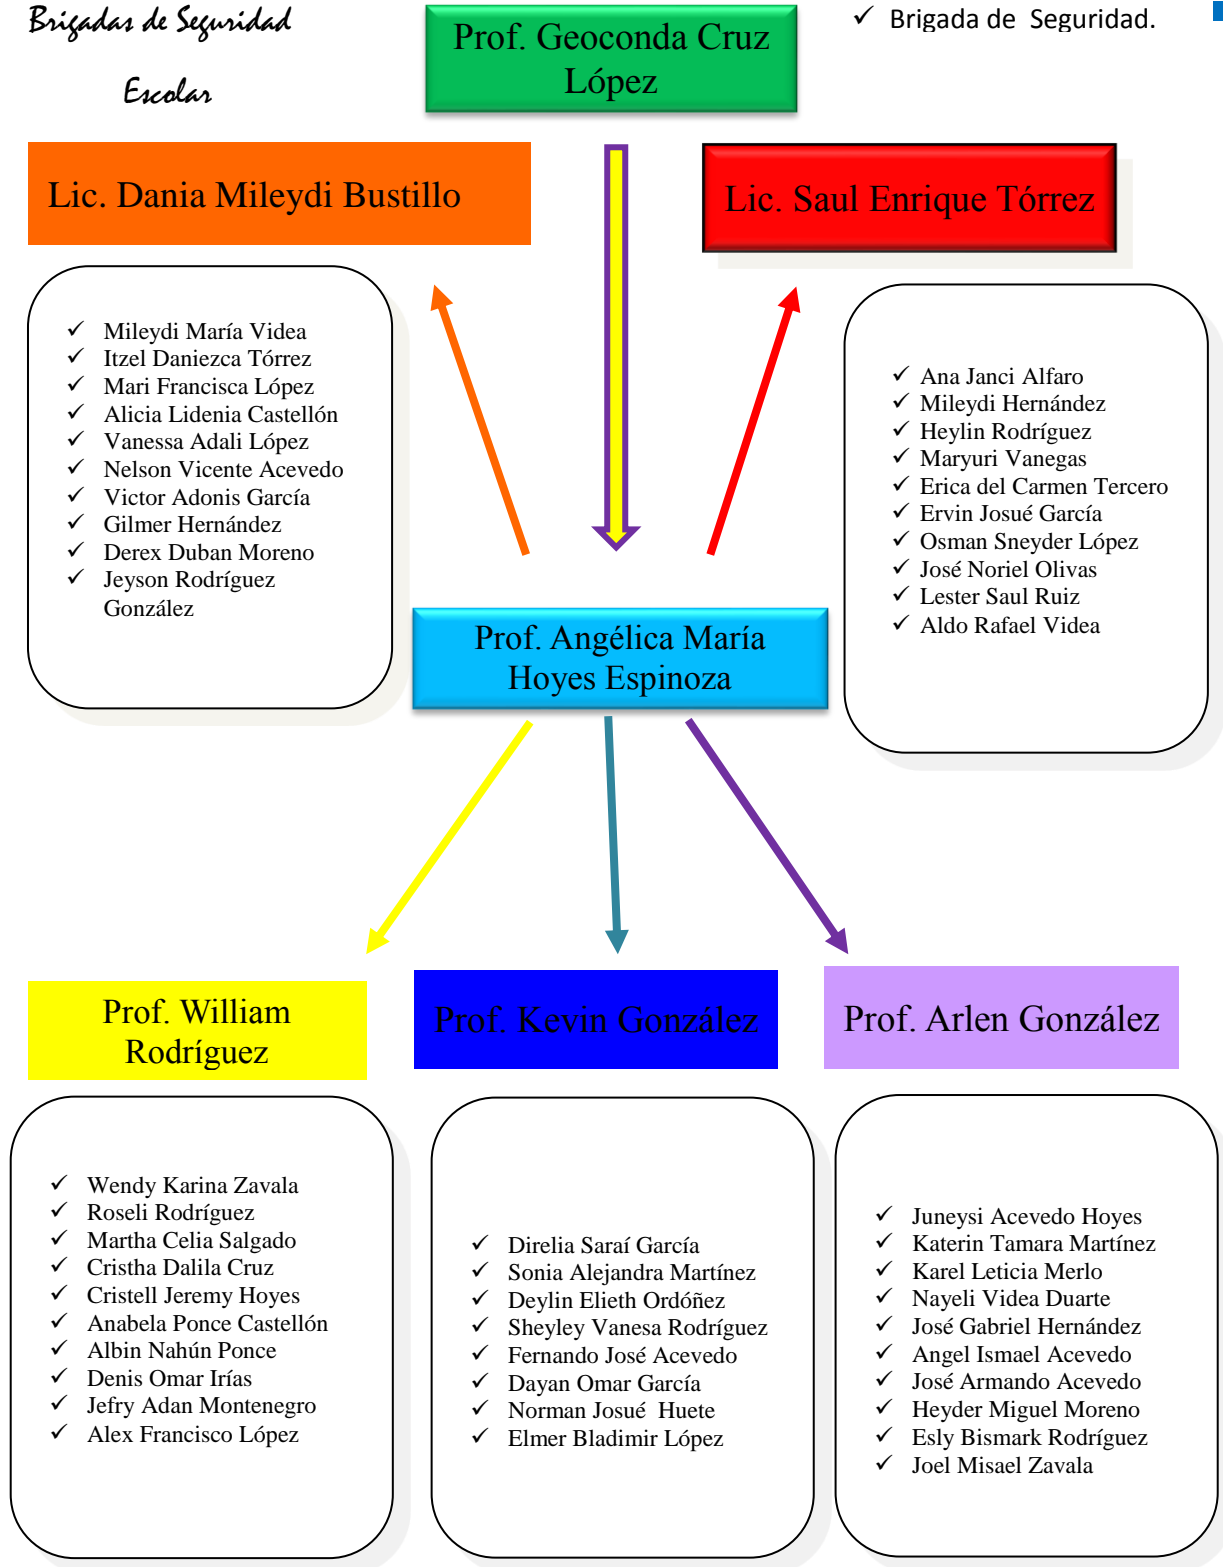 Brigadas de Seguridad
Escolar
✓ Brigada de Seguridad.
Prof. Geoconda Cruz
López
Lic. Dania Mileydi Bustillo
Lic. Saul Enrique Tórrez
✓ Mileydi María Videa
✓ Itzel Daniezca Tórrez
✓ Mari Francisca López
✓ Alicia Lidenia Castellón
✓ Vanessa Adali López
✓ Nelson Vicente Acevedo
✓ Victor Adonis García
✓ Gilmer Hernández
✓ Derex Duban Moreno
✓ Jeyson Rodríguez
González
✓ Ana Janci Alfaro
✓ Mileydi Hernández
✓ Heylin Rodríguez
✓ Maryuri Vanegas
✓ Erica del Carmen Tercero
✓ Ervin Josué García
✓ Osman Sneyder López
✓ José Noriel Olivas
✓ Lester Saul Ruiz
✓ Aldo Rafael Videa
Prof. Angélica María
Hoyes Espinoza
Prof. William
Rodríguez
Prof. Kevin González
Prof. Arlen González
✓ Wendy Karina Zavala
✓ Roseli Rodríguez
✓ Martha Celia Salgado
✓ Cristha Dalila Cruz
✓ Cristell Jeremy Hoyes
✓ Anabela Ponce Castellón
✓ Albin Nahún Ponce
✓ Denis Omar Irías
✓ Jefry Adan Montenegro
✓ Alex Francisco López
✓ Direlia Saraí García
✓ Sonia Alejandra Martínez
✓ Deylin Elieth Ordóñez
✓ Sheyley Vanesa Rodríguez
✓ Fernando José Acevedo
✓ Dayan Omar García
✓ Norman Josué Huete
✓ Elmer Bladimir López
✓ Juneysi Acevedo Hoyes
✓ Katerin Tamara Martínez
✓ Karel Leticia Merlo
✓ Nayeli Videa Duarte
✓ José Gabriel Hernández
✓ Angel Ismael Acevedo
✓ José Armando Acevedo
✓ Heyder Miguel Moreno
✓ Esly Bismark Rodríguez
✓ Joel Misael Zavala